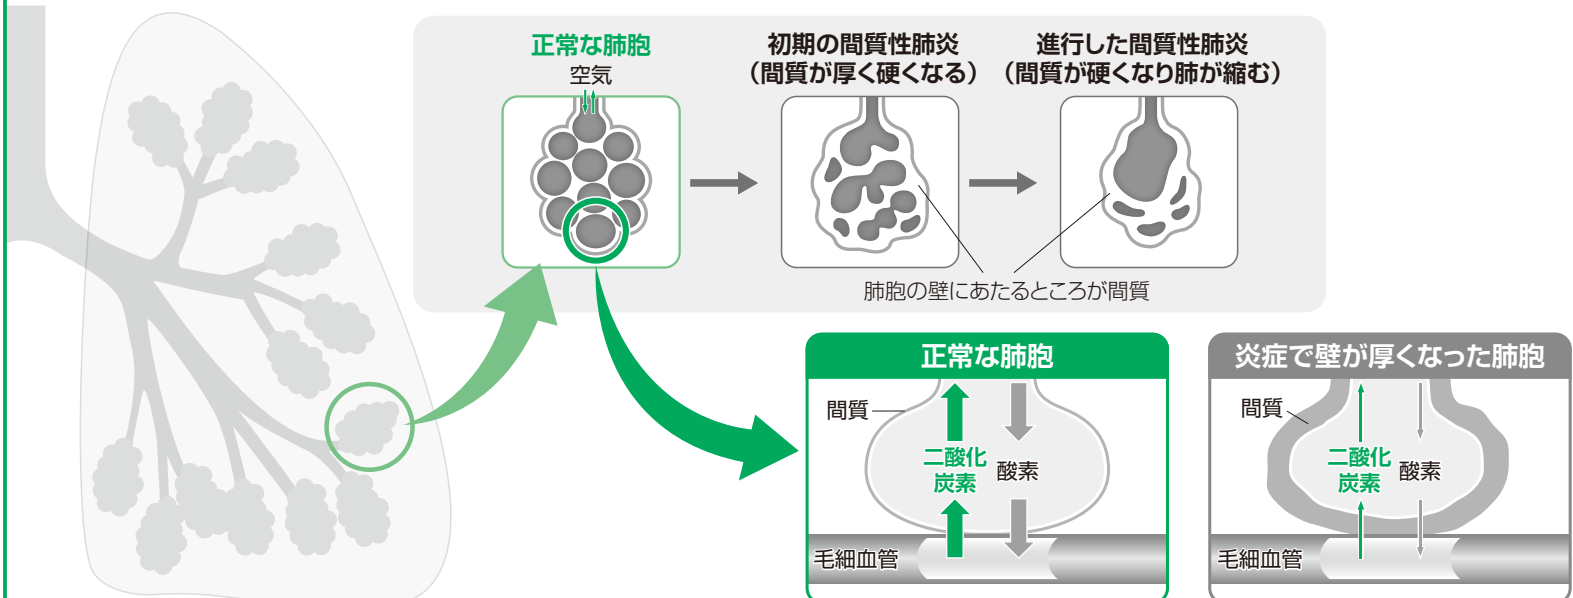 正常な肺胞
空気
初期の間質性肺炎
（間質が厚く硬くなる）
進行した間質性肺炎
（間質が硬くなり肺が縮む）
肺胞の壁にあたるところが間質
正常な肺胞
間質
二酸化
炭素
酸素
毛細血管
炎症で壁が厚くなった肺胞
間質
二酸化
炭素
酸素
毛細血管